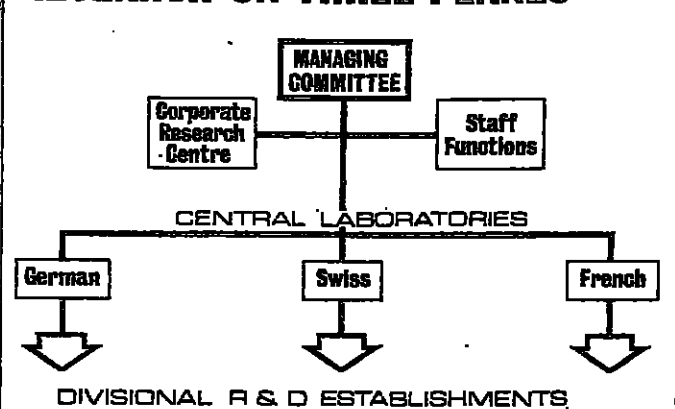 MANAGING
COMMITTEE
Corporate
Research
Centre
Staff
Functions
CENTRAL LABORATORIES
German
Swiss
French
DIVISIONAL R & D ESTABLISHMENTS